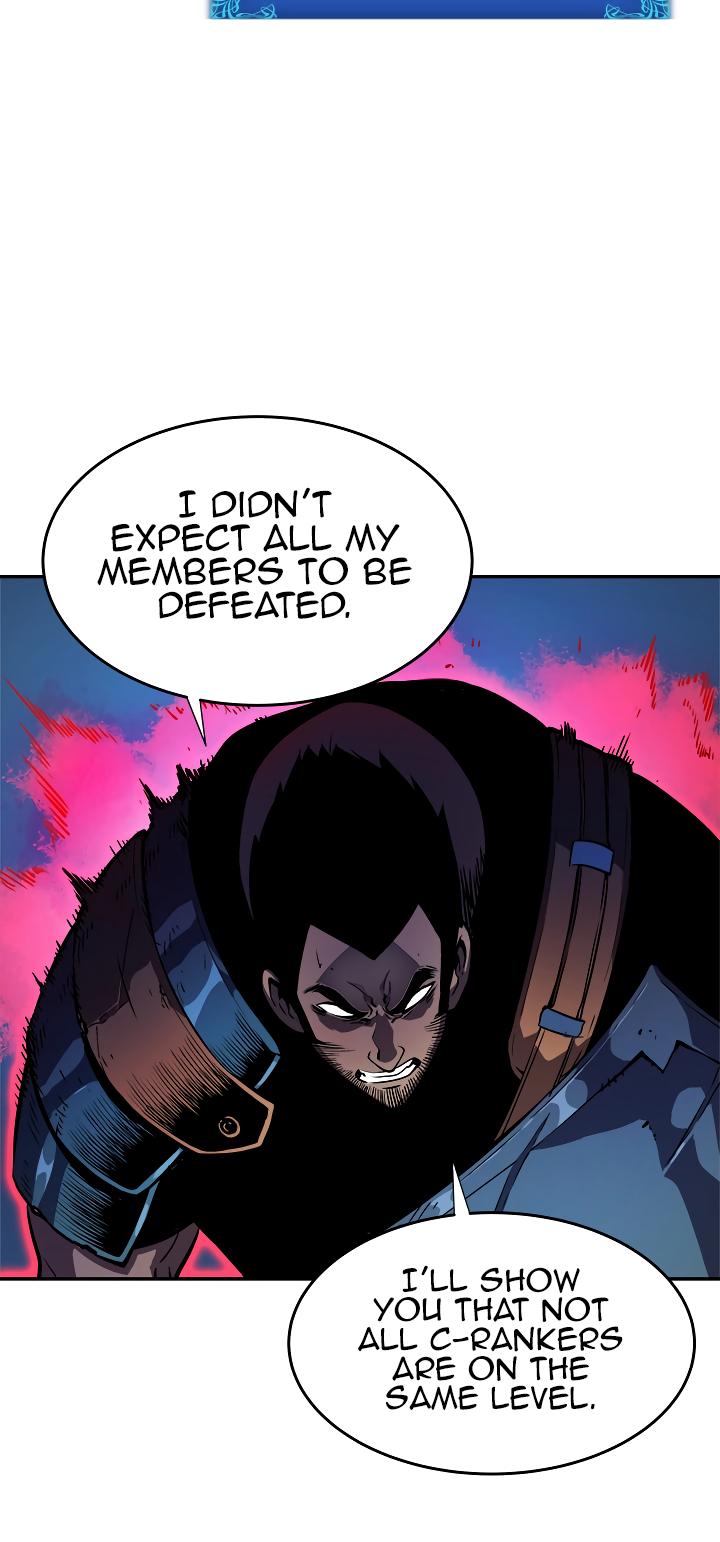 I DIDN'T
EXPECT ALL MY
MEMBERS TO BE
DEFEATED.
I'LL SHOW
YOU THAT NOT
ALL C-RANKERS
ARE ON THE
SAME LEVEL.